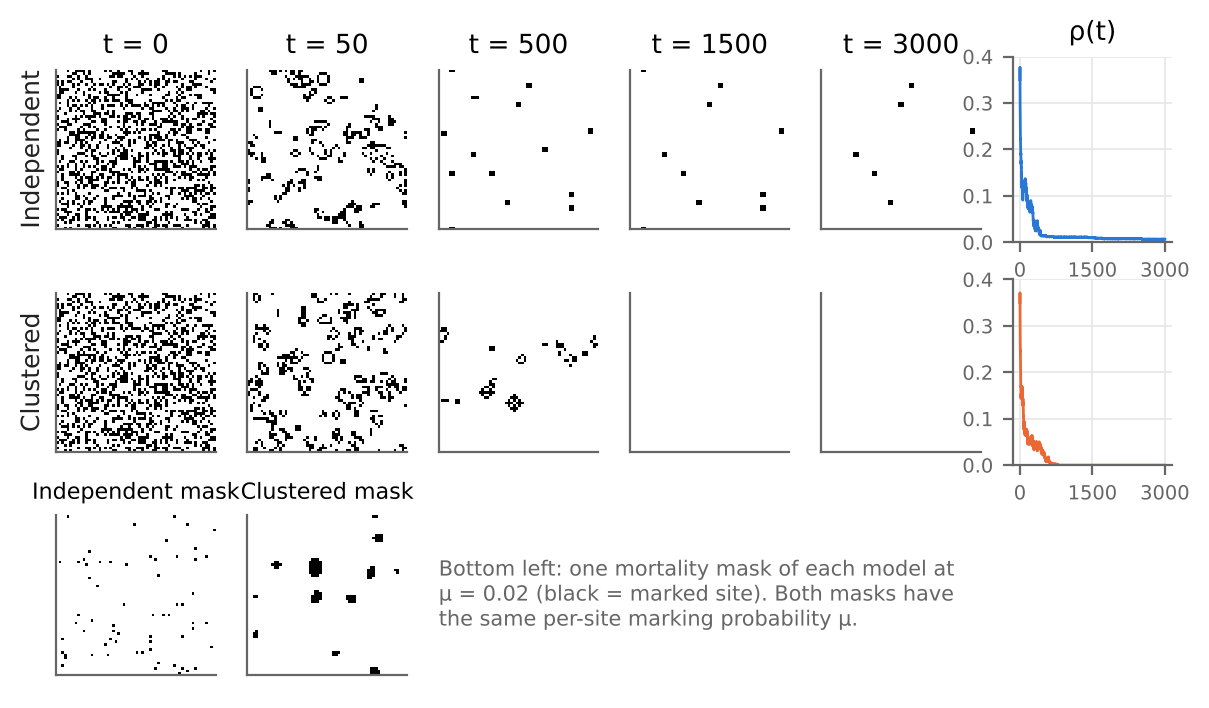 t = 0
t = 50
t = 500
t = 1500
t = 3000
ρ(t)
Independent
0.4
0.3
0.2
0.1
0.0
0 1500 3000
Clustered
0.4
0.3
0.2
0.1
0.0
0 1500 3000
Independent mask
Clustered mask
Bottom left: one mortality mask of each model at
μ = 0.02 (black = marked site). Both masks have
the same per-site marking probability μ.